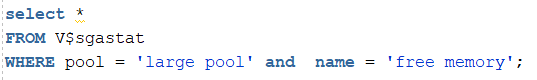 select *
FROM V$sgastat
WHERE pool = 'large pool' and  name = 'free memory';